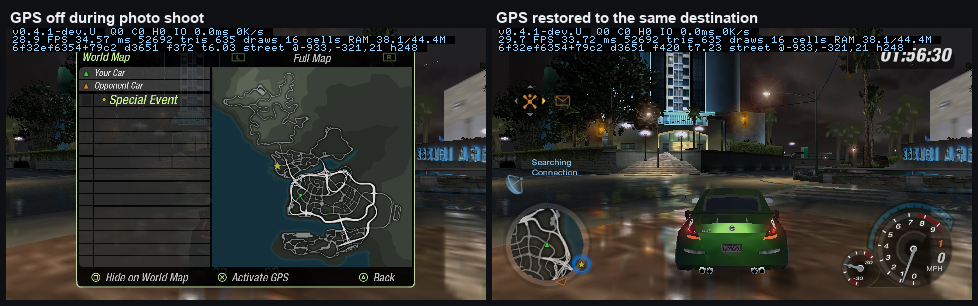 GPS off during photo shoot
v0.4.1-dev.U Q0 C0 H0 IO 0.0ms 0K/s
28.9 FPS 34.57 ms 52692 tris 635 draws 16 cells RAM 38.1/44.4M
6f32ef6354+79c2 d3651 f372 t6.03 street @-933,-321,21 h248
World Map
L
Full Map
R
Your Car
Opponent Car
Special Event
Hide on World Map
Activate GPS
A Back
GPS restored to the same destination
v0.4.1-dev.U Q0 C0 H0 IO 0.0ms 0K/s
29.7 FPS 33.72 ms 52692 tris 635 draws 16 cells RAM 38.1/44.4M
6f32ef6354+79c2 d3651 f420 t7.23 street @-933,-321,21 h248
01:56:30
Searching
Connection
0
MPH